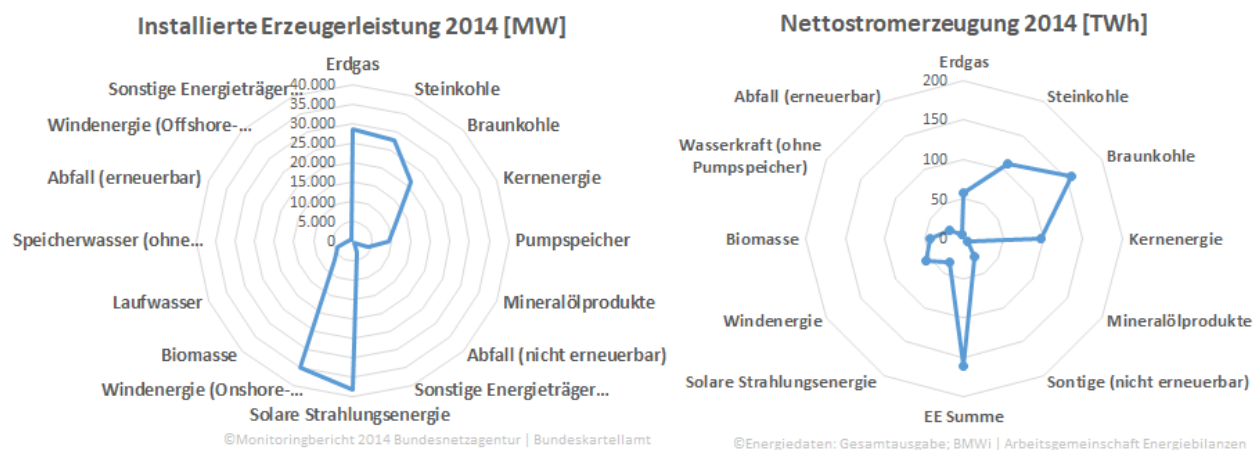 Installierte Erzeugerleistung 2014 [MW]
Erdgas
40.000
35.000
30.000
25.000
20.000
15.000
10.000
5.000
0
Steinkohle
Braunkohle
Kernenergie
Pumpspeicher
Mineralölprodukte
Abfall (nicht erneuerbar)
Sonstige Energieträger...
Solare Strahlungsenergie
Windenergie (Onshore-...
Biomasse
Laufwasser
Speicherwasser (ohne...
Abfall (erneuerbar)
Windenergie (Offshore-...
Sonstige Energieträger...
©Monitoringbericht 2014 Bundesnetzagentur | Bundeskartellamt
Nettostromerzeugung 2014 [TWh]
Erdgas
200
150
100
50
0
Steinkohle
Braunkohle
Kernenergie
Mineralölprodukte
Sontige (nicht erneuerbar)
EE Summe
Solare Strahlungsenergie
Windenergie
Biomasse
Wasserkraft (ohne
Pumpspeicher)
Abfall (erneuerbar)
©Energiedaten: Gesamtausgabe; BMWi | Arbeitsgemeinschaft Energiebilanzen